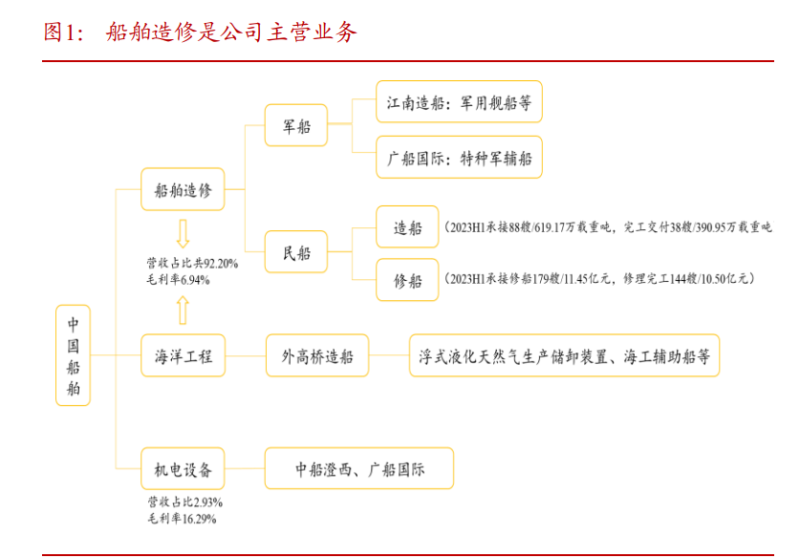 图1： 船舶造修是公司主营业务
江南造船：军用舰船等
军船
广船国际：特种军辅船
船舶造修
造船
（2023H1承接88艘/619.17万载重吨，完工交付38艘/390.95万载重吨
民船
营收占比共92.20%
毛利率6.94%
修船
（2023H1承接修船179艘/11.45亿元，修理完工144艘/10.50亿元）
中国船舶
海洋工程
外高桥造船
浮式液化天然气生产储卸装置、海工辅助船等
机电设备
中船澄西、广船国际
营收占比2.93%
毛利率16.29%